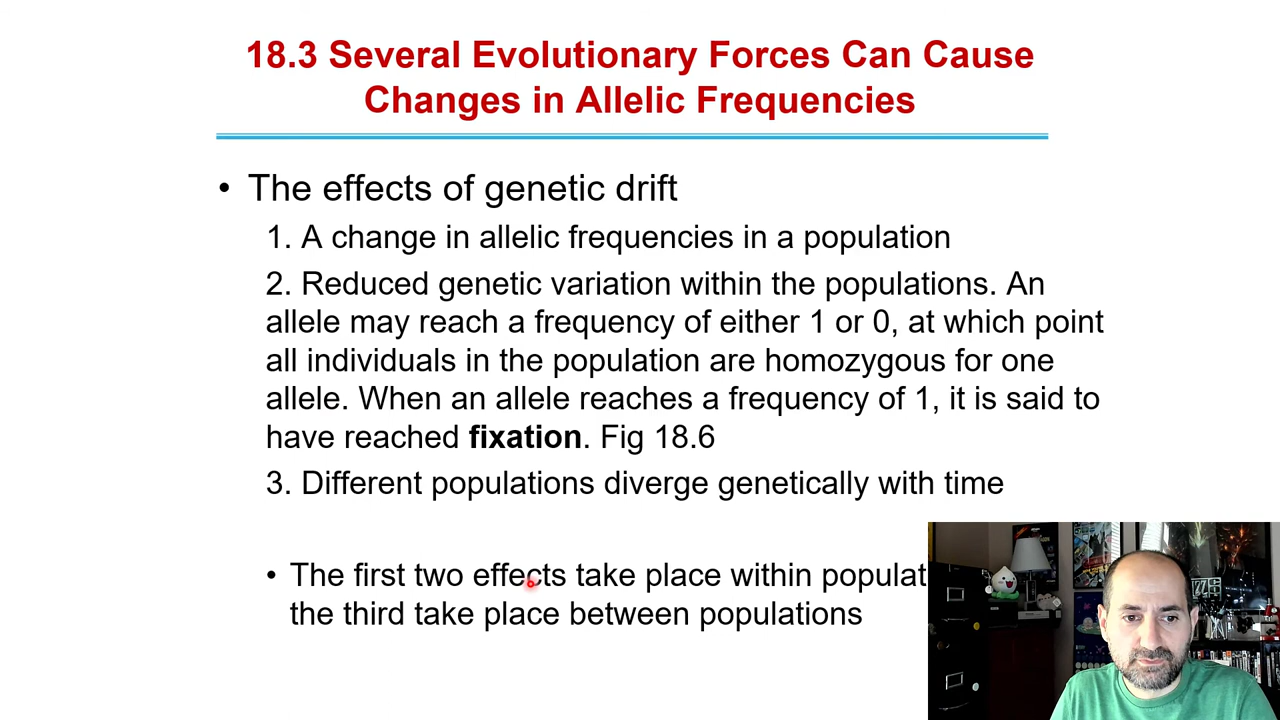 18.3 Several Evolutionary Forces Can Cause
Changes in Allelic Frequencies
• The effects of genetic drift
1. A change in allelic frequencies in a population
2. Reduced genetic variation within the populations. An
allele may reach a frequency of either 1 or 0, at which point
all individuals in the population are homozygous for one
allele. When an allele reaches a frequency of 1, it is said to
have reached fixation. Fig 18.6
3. Different populations diverge genetically with time
• The first two effects take place within populat
the third take place between populations